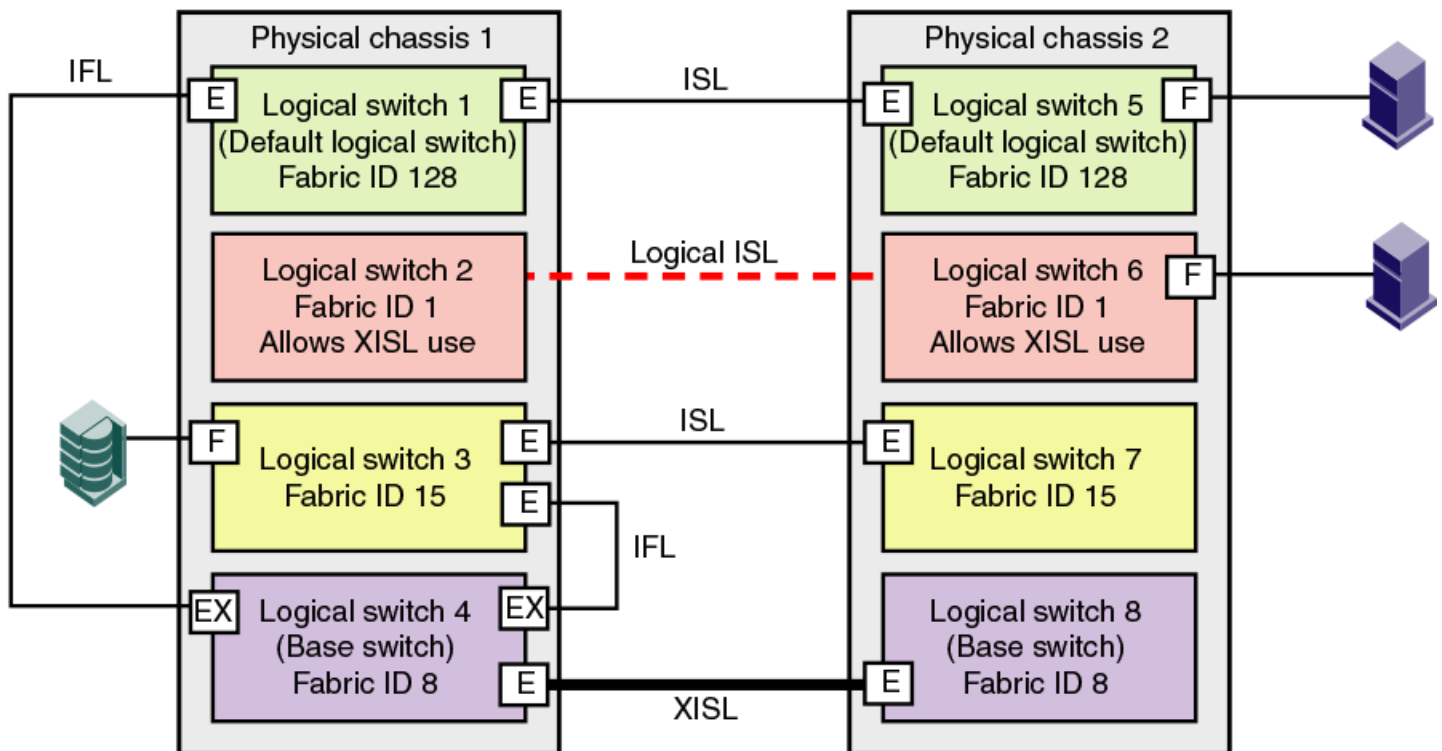 Physical chassis 1
Physical chassis 2
IFL
E
Logical switch 1
(Default logical switch)
Fabric ID 128
E
ISL
E
Logical switch 5
(Default logical switch)
Fabric ID 128
F
Logical switch 2
Fabric ID 1
Allows XISL use
Logical ISL
Logical switch 6
Fabric ID 1
Allows XISL use
F
F
Logical switch 3
Fabric ID 15
E
E
ISL
E
Logical switch 7
Fabric ID 15
IFL
EX
Logical switch 4
(Base switch)
Fabric ID 8
EX
E
XISL
E
Logical switch 8
(Base switch)
Fabric ID 8